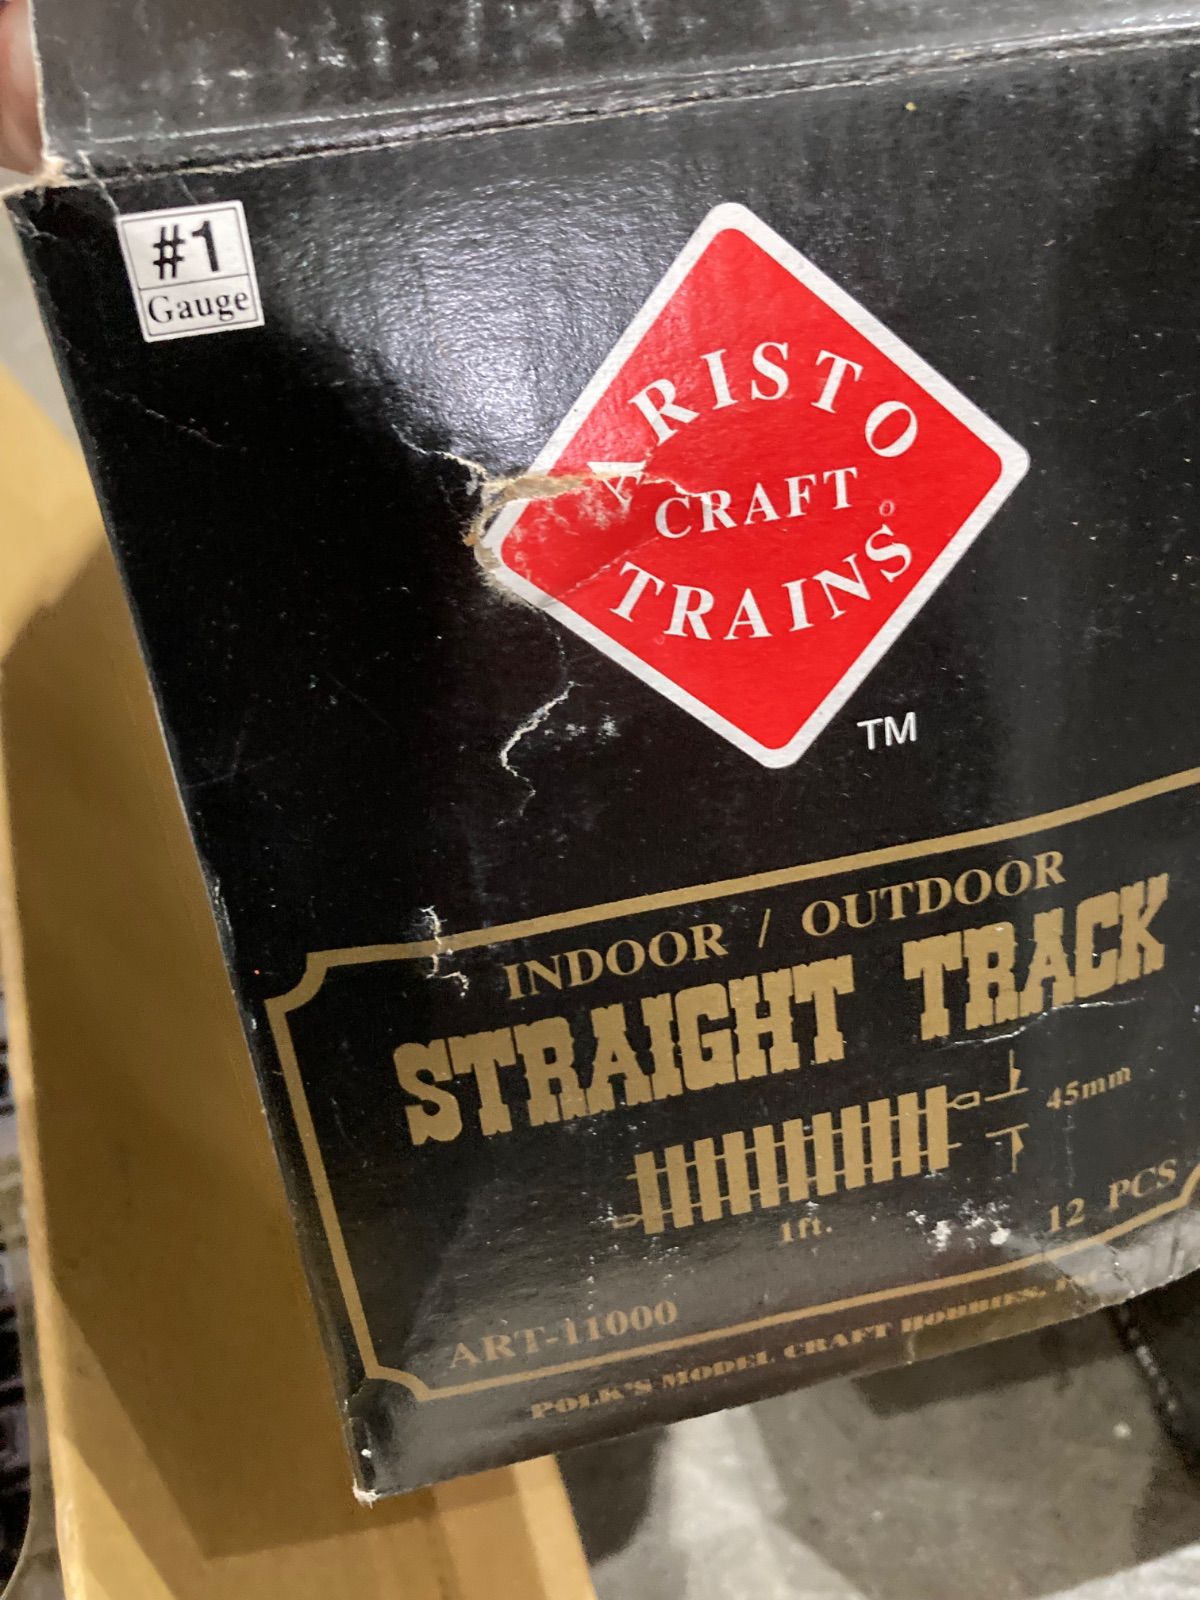 #1
Gauge
ARISTO
CRAFT
TRAINS
TM
INDOOR / OUTDOOR
STRAIGHT TRACK
45mm
1ft.
12 PCS
ART-11000
POLK'S MODEL CRAFT HOBBIES, INC